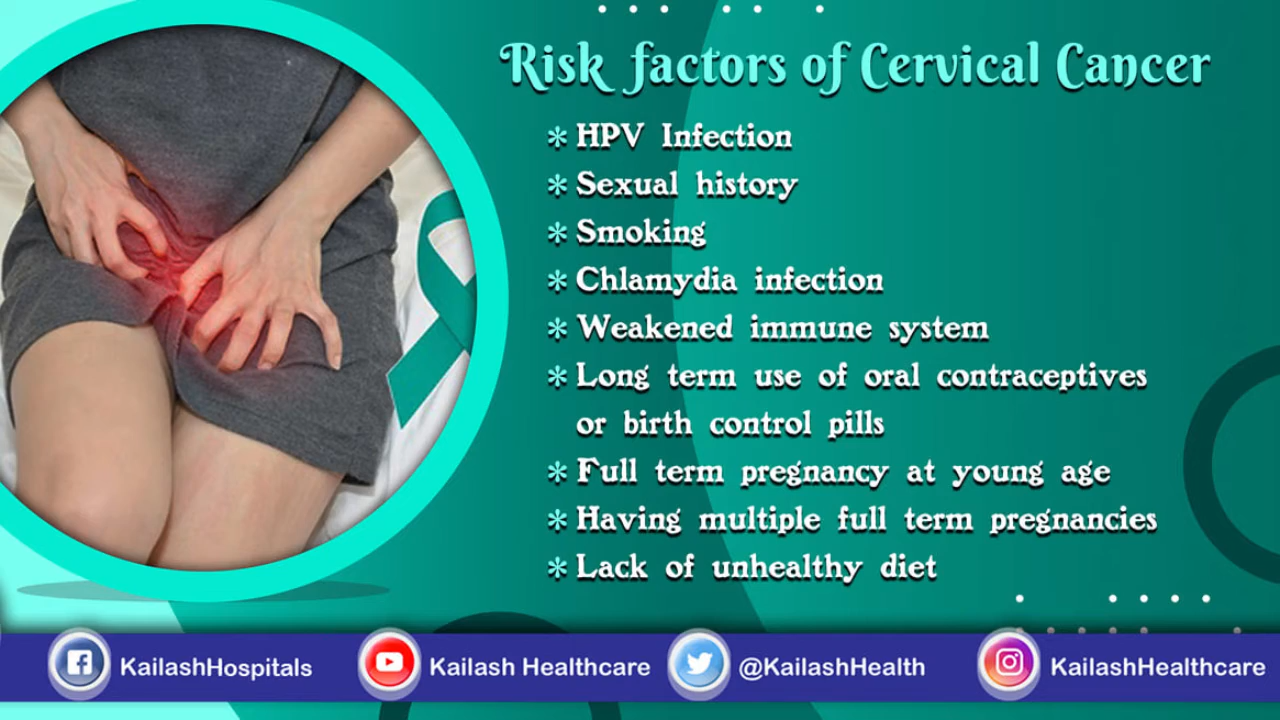 Risk factors of Cervical Cancer
* HPV Infection
* Sexual history
* Smoking
* Chlamydia infection
* Weakened immune system
* Long term use of oral contraceptives
or birth control pills
* Full term pregnancy at young age
* Having multiple full term pregnancies
* Lack of unhealthy diet
KailashHospitals Kailash Healthcare @KailashHealth KailashHealthcare